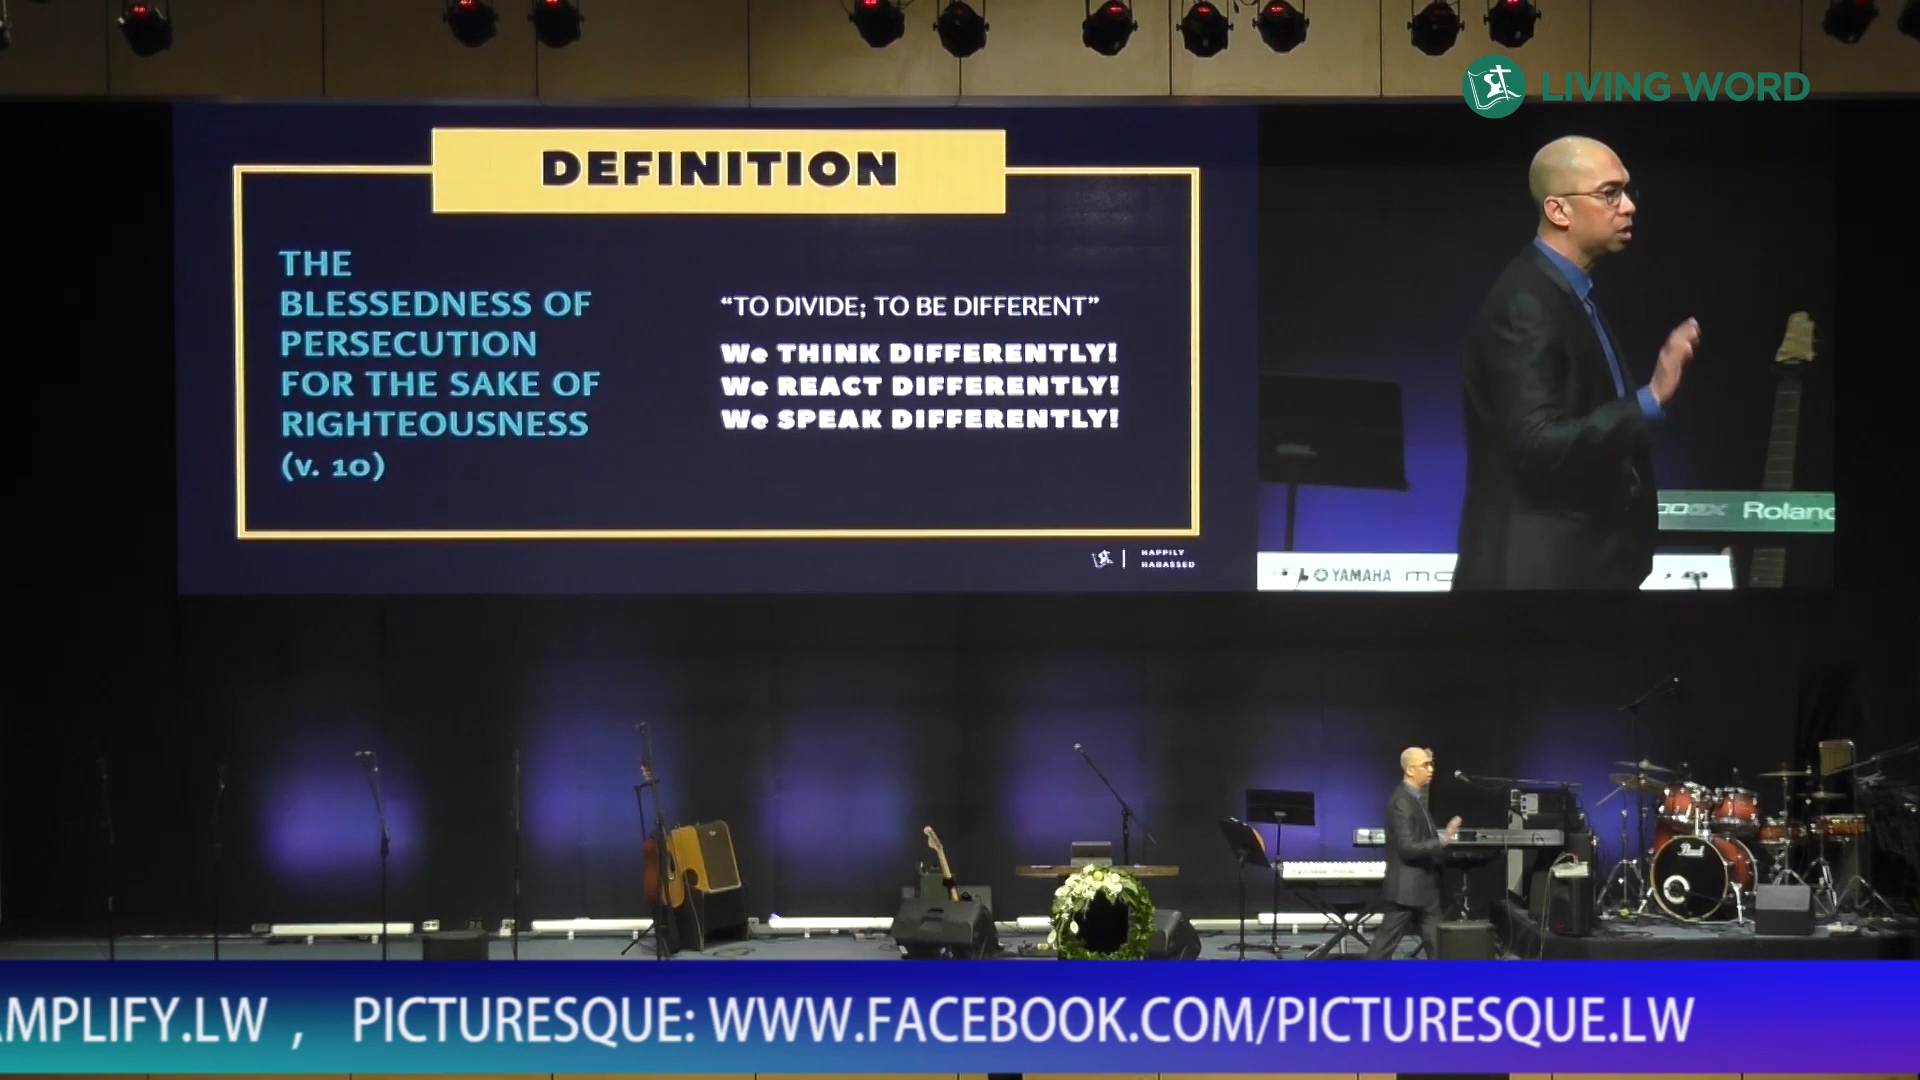 LIVING WORD
DEFINITION
THE
BLESSEDNESS OF
PERSECUTION
FOR THE SAKE OF
RIGHTEOUSNESS
(v. 10)
“TO DIVIDE; TO BE DIFFERENT”
We THINK DIFFERENTLY!
We REACT DIFFERENTLY!
We SPEAK DIFFERENTLY!
HAPPILY
HARASSED
Roland
YAMAHA
Pearl
AMPLIFY.LW , PICTURESQUE: WWW.FACEBOOK.COM/PICTURESQUE.LW